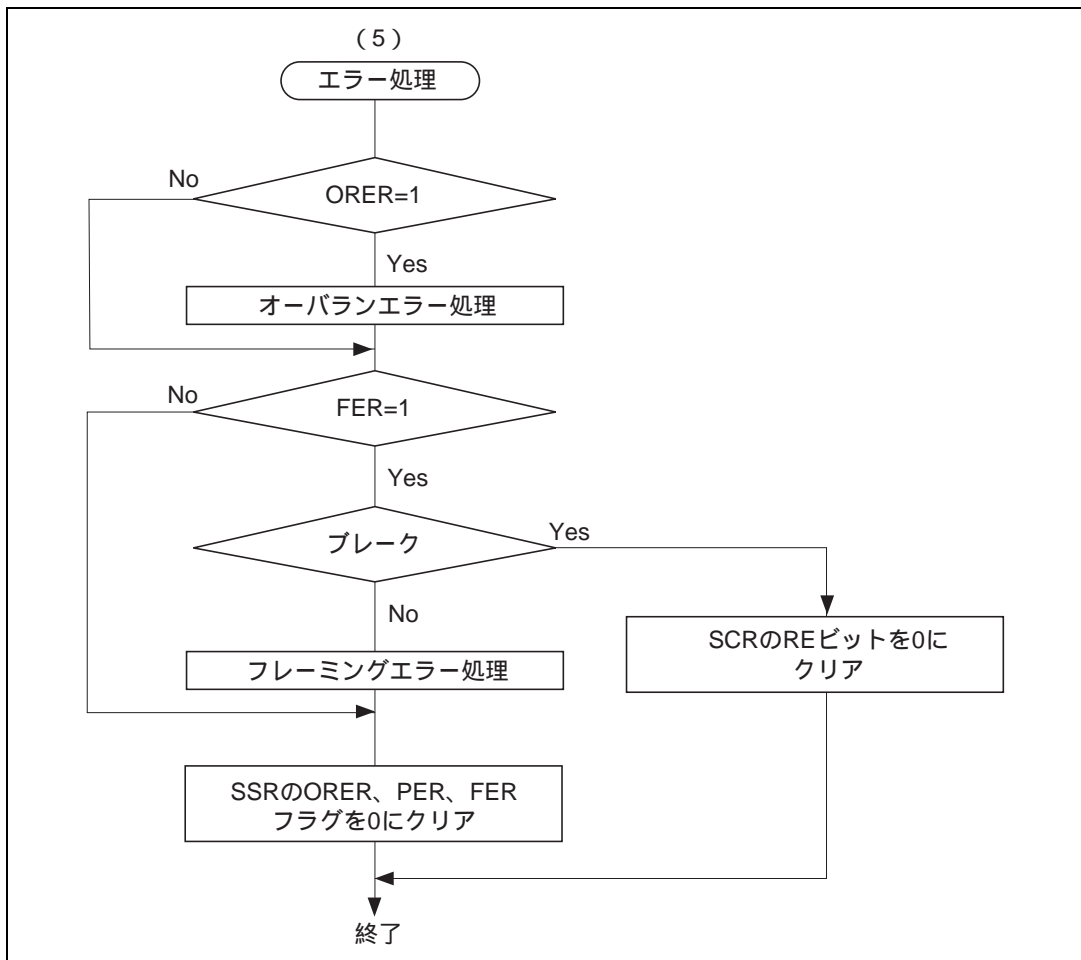 （5）
エラー処理
No
ORER=1
Yes
オーバランエラー処理
No
FER=1
Yes
ブレーク
Yes
No
SCRのREビットを0に
クリア
フレーミングエラー処理
SSRのORER、PER、FER
フラグを0にクリア
終了